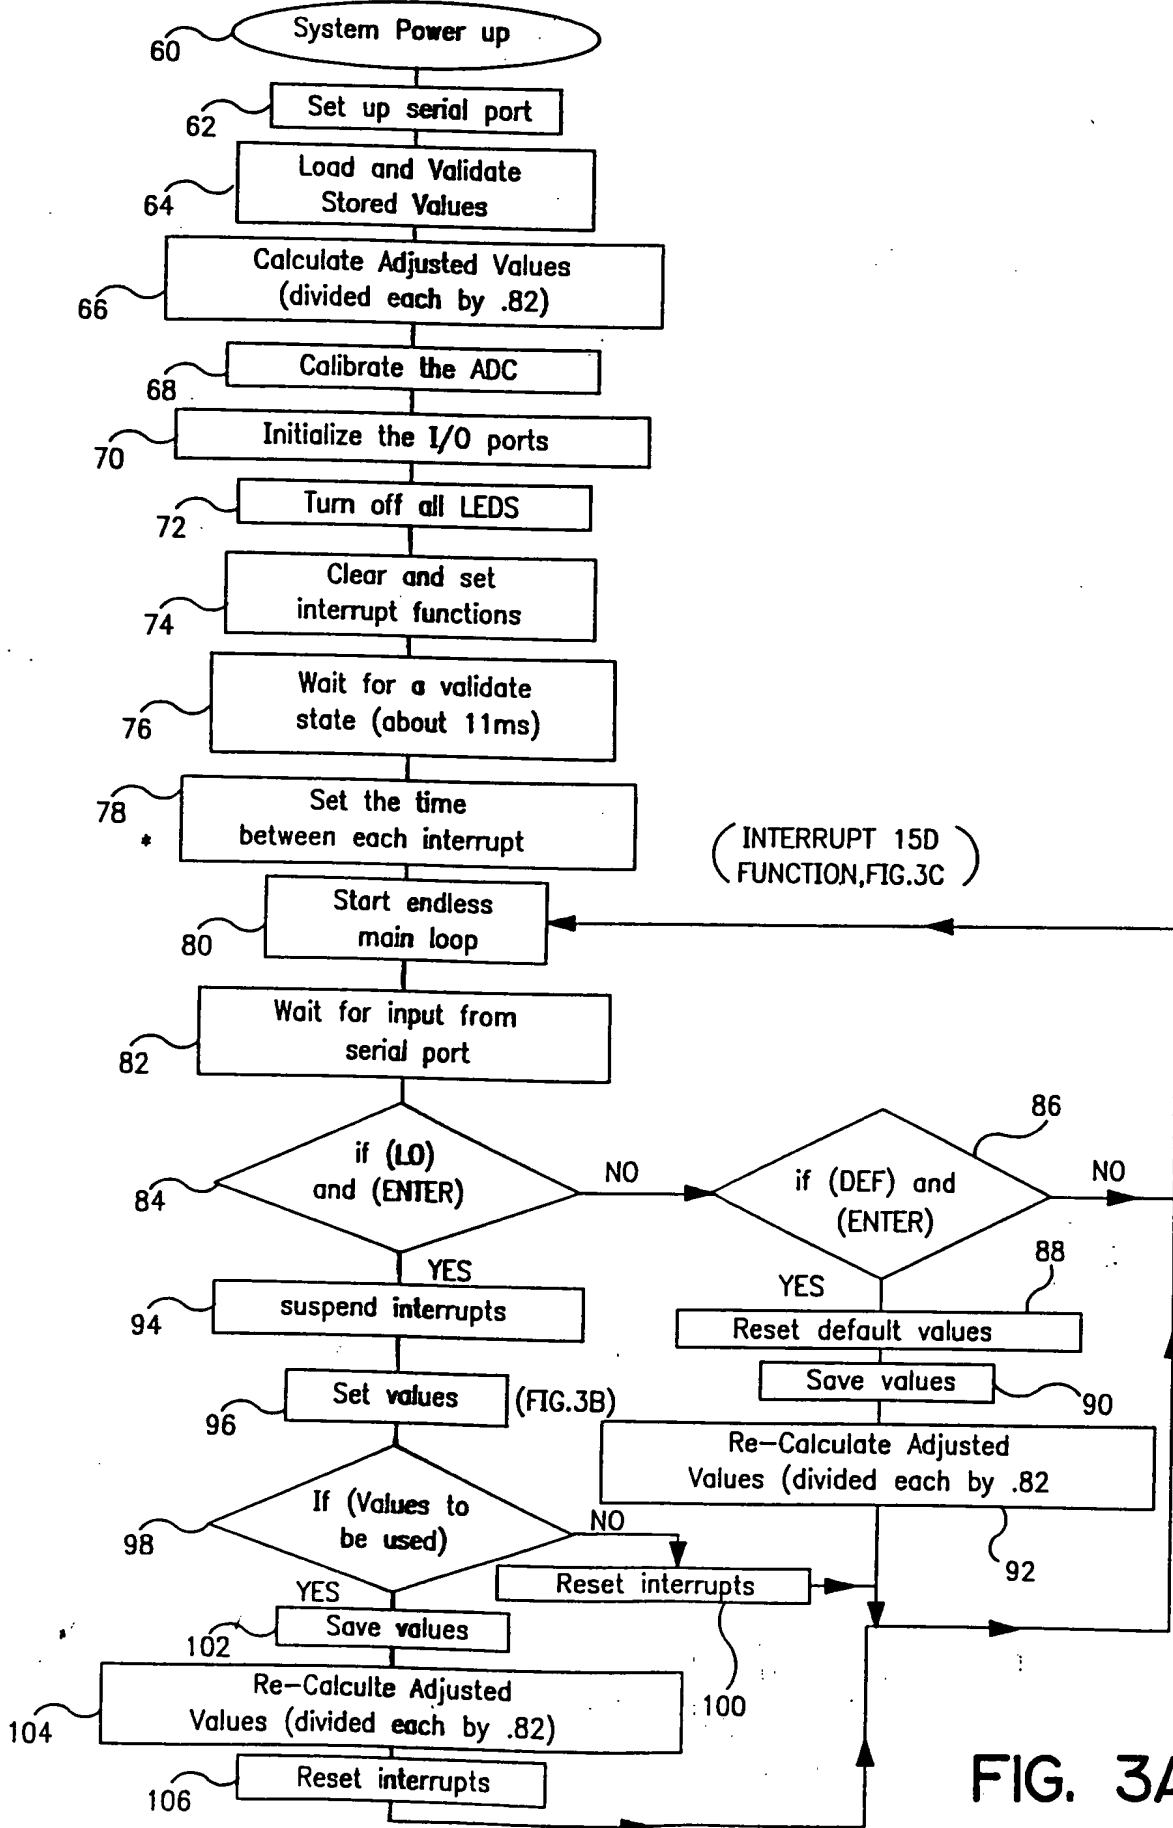 System Power up
60
Set up serial port
62
Load and Validate
Stored Values
64
Calculate Adjusted Values
(divided each by .82)
66
Calibrate the ADC
68
Initialize the I/O ports
70
Turn off all LEDS
72
Clear and set
interrupt functions
74
Wait for a validate
state (about 11ms)
76
Set the time
between each interrupt
78
*
(INTERRUPT 15D
FUNCTION,FIG.3C)
Start endless
main loop
80
Wait for input from
serial port
82
if (LO)
and (ENTER)
84
NO
86
if (DEF) and
(ENTER)
NO
YES
94
suspend interrupts
YES
88
Reset default values
Set values
(FIG.3B)
96
Save values
90
Re-Calculate Adjusted
Values (divided each by .82
92
If (Values to
be used)
98
NO
Reset interrupts
100
YES
Save values
102
Re-Calculte Adjusted
Values (divided each by .82)
104
Reset interrupts
106
FIG. 3A